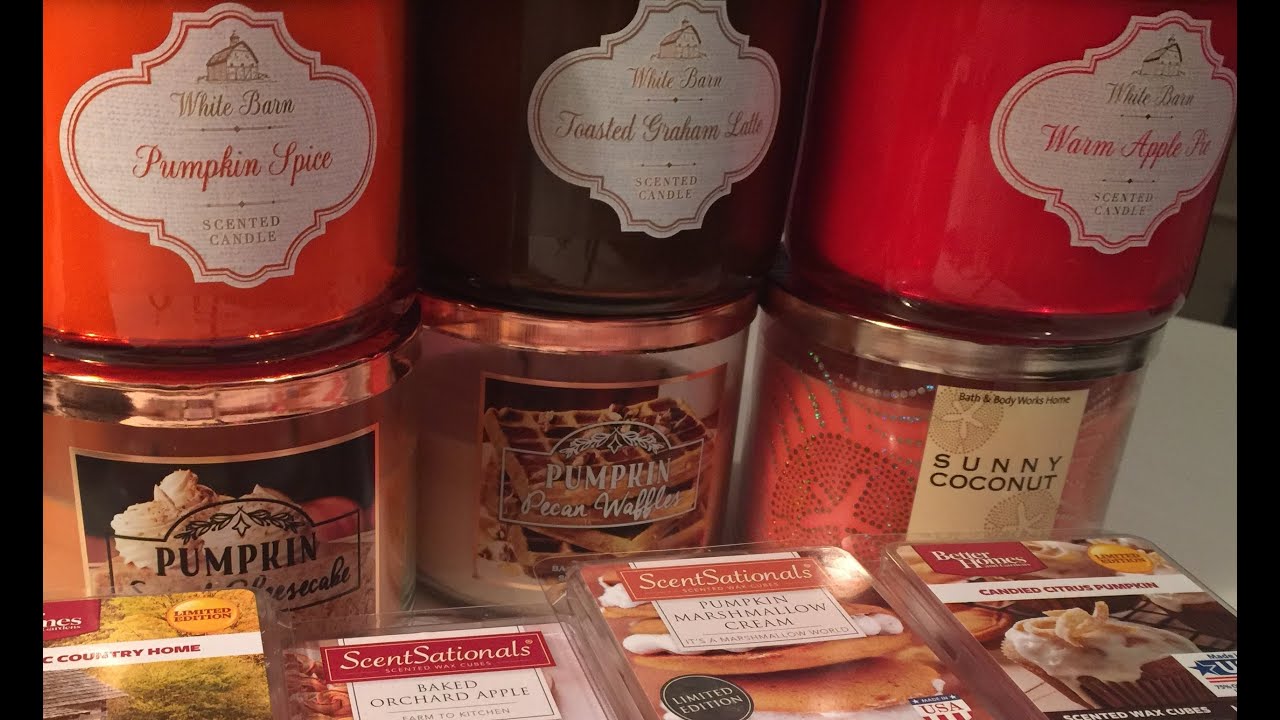 White Barn
Pumpkin Spice
SCENTED
CANDLE
White Barn
Toasted Graham Latte
SCENTED
CANDLE
White Barn
Warm Apple Pie
SCENTED
CANDLE
PUMPKIN
Cheesecake
PUMPKIN
Pecan Waffles
Bath & Body Works Home
SUNNY
COCONUT
LIMITED
EDITION
C COUNTRY HOME
ScentSationals®
SCENTED WAX CUBES
BAKED
ORCHARD APPLE
FARM TO KITCHEN
ScentSationals®
SCENTED WAX CUBES
PUMPKIN
MARSHMALLOW
CREAM
IT'S A MARSHMALLOW WORLD
LIMITED
EDITION
MADE IN
USA
Better
Homes
LIMITED
EDITION
CANDIED CITRUS PUMPKIN
SCENTED WAX CUBES